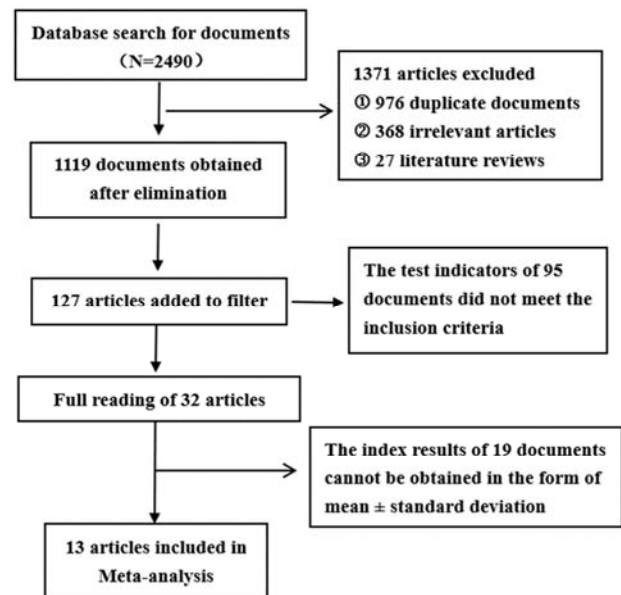 Database search for documents
（N=2490）
1371 articles excluded
① 976 duplicate documents
② 368 irrelevant articles
③ 27 literature reviews
1119 documents obtained
after elimination
127 articles added to filter
The test indicators of 95
documents did not meet the
inclusion criteria
Full reading of 32 articles
The index results of 19 documents
cannot be obtained in the form of
mean ± standard deviation
13 articles included in
Meta-analysis